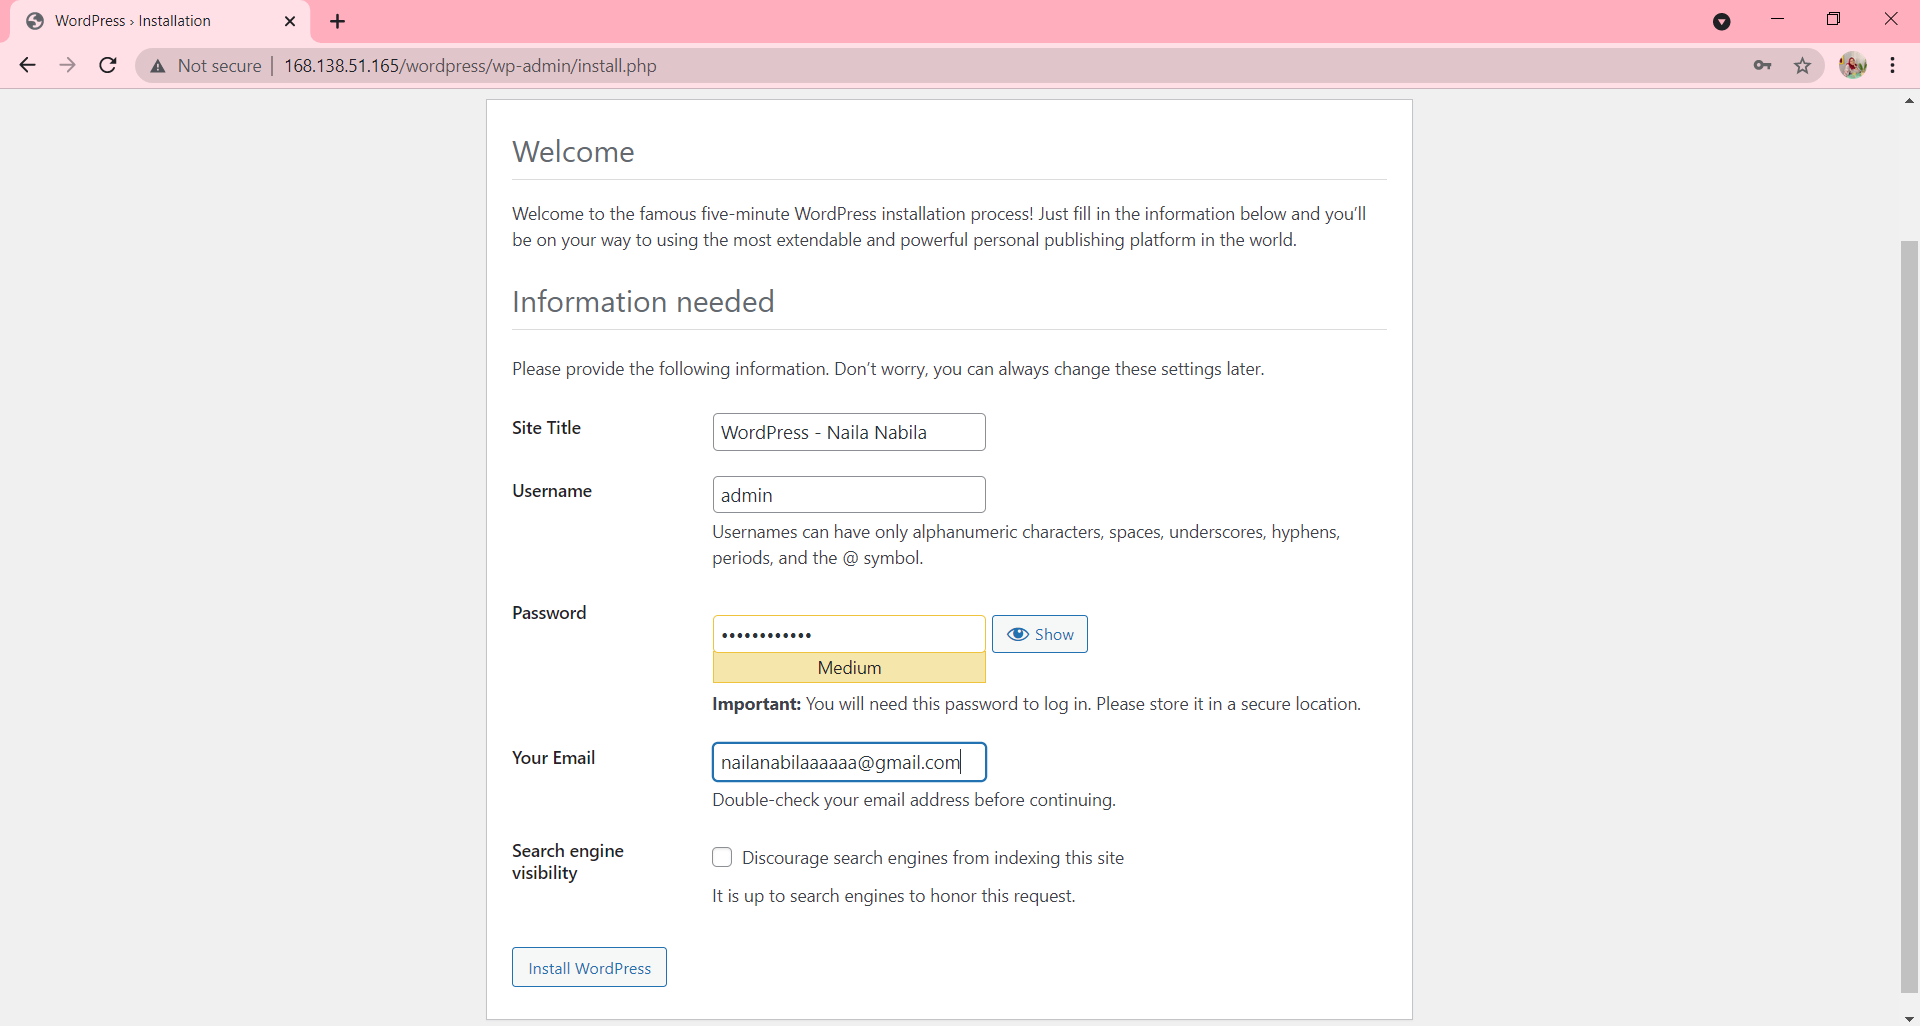 WordPress › Installation
Not secure | 168.138.51.165/wordpress/wp-admin/install.php
Welcome
Welcome to the famous five-minute WordPress installation process! Just fill in the information below and you’ll
be on your way to using the most extendable and powerful personal publishing platform in the world.
Information needed
Please provide the following information. Don’t worry, you can always change these settings later.
Site Title
WordPress - Naila Nabila
Username
admin
Usernames can have only alphanumeric characters, spaces, underscores, hyphens,
periods, and the @ symbol.
Password
••••••••••••
Show
Medium
Important: You will need this password to log in. Please store it in a secure location.
Your Email
nailanabilaaaaaa@gmail.com
Double-check your email address before continuing.
Search engine
visibility
Discourage search engines from indexing this site
It is up to search engines to honor this request.
Install WordPress